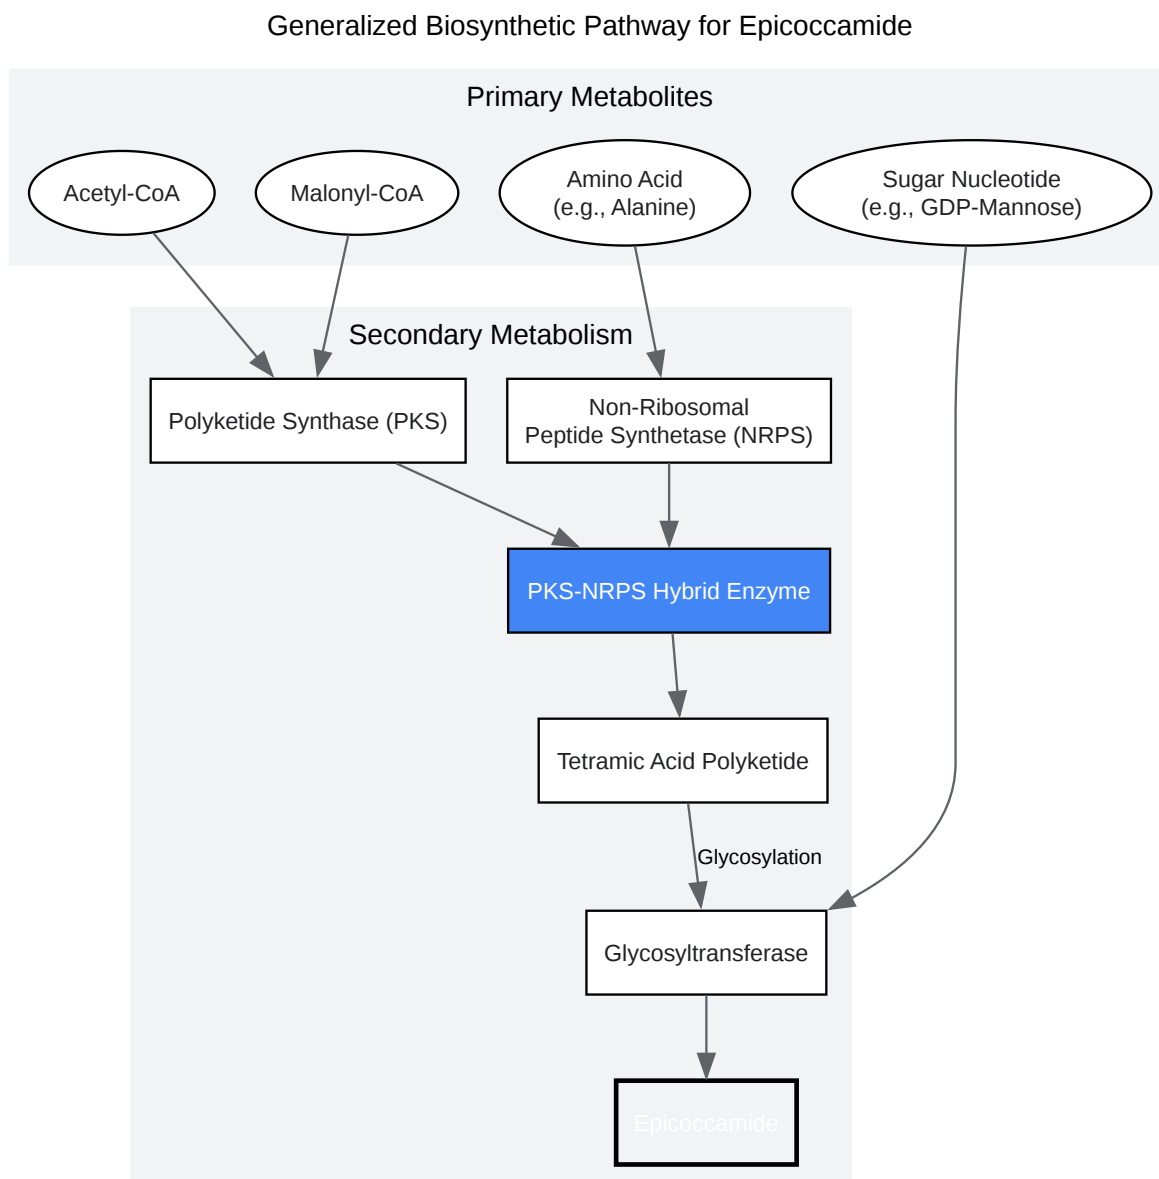 Generalized Biosynthetic Pathway for Epicoccamide
Primary Metabolites
Acetyl-CoA
Malonyl-CoA
Amino Acid
(e.g., Alanine)
Sugar Nucleotide
(e.g., GDP-Mannose)
Secondary Metabolism
Polyketide Synthase (PKS)
Non-Ribosomal
Peptide Synthetase (NRPS)
PKS-NRPS Hybrid Enzyme
Tetramic Acid Polyketide
Glycosylation
Glycosyltransferase
Epicoccamide